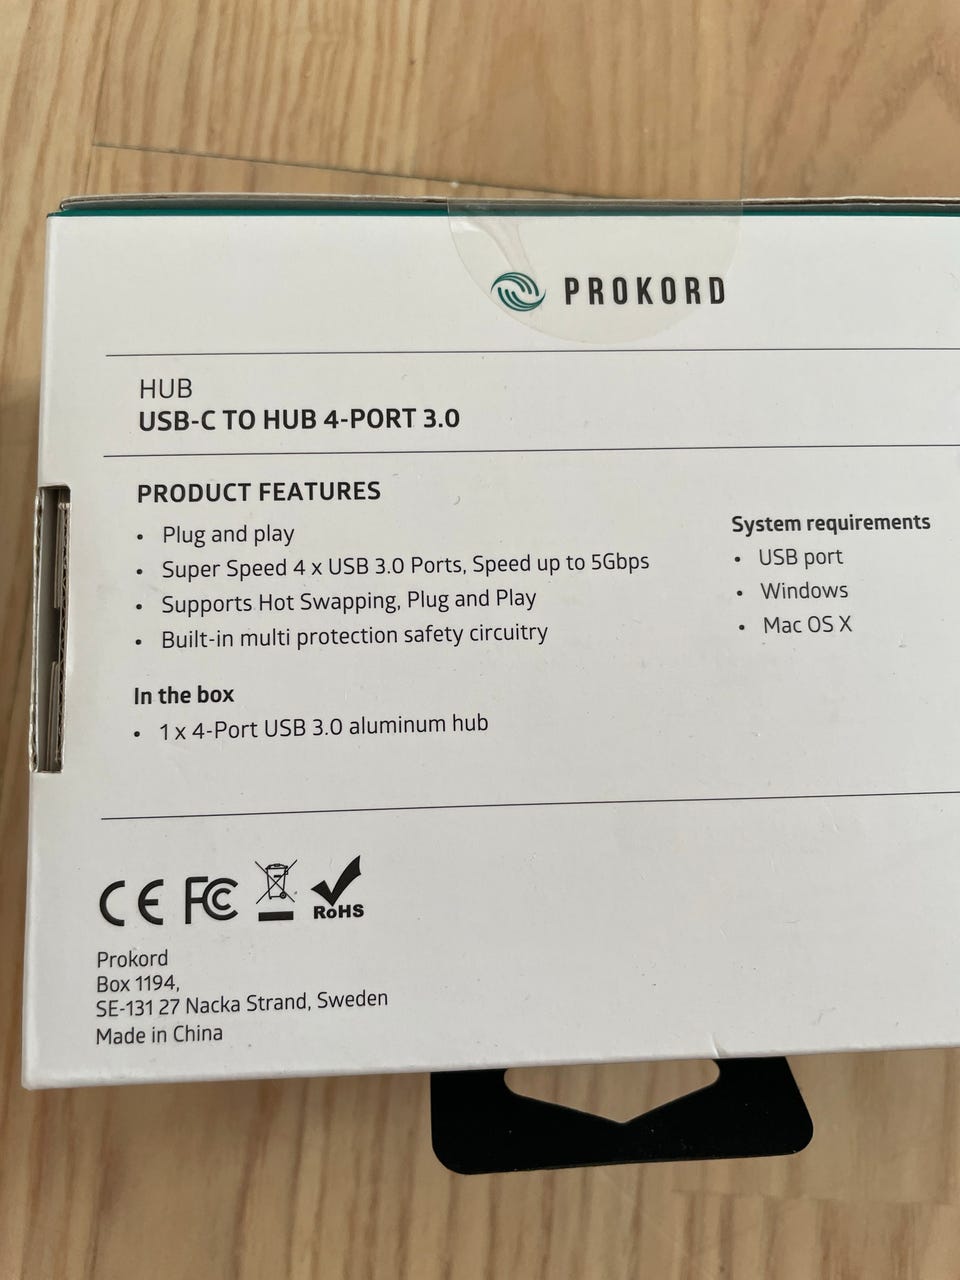 PROKORD
HUB
USB-C TO HUB 4-PORT 3.0
PRODUCT FEATURES
• Plug and play
• Super Speed 4 x USB 3.0 Ports, Speed up to 5Gbps
• Supports Hot Swapping, Plug and Play
• Built-in multi protection safety circuitry
In the box
• 1 x 4-Port USB 3.0 aluminum hub
System requirements
• USB port
• Windows
• Mac OS X
CE FC RoHS
Prokord
Box 1194,
SE-131 27 Nacka Strand, Sweden
Made in China